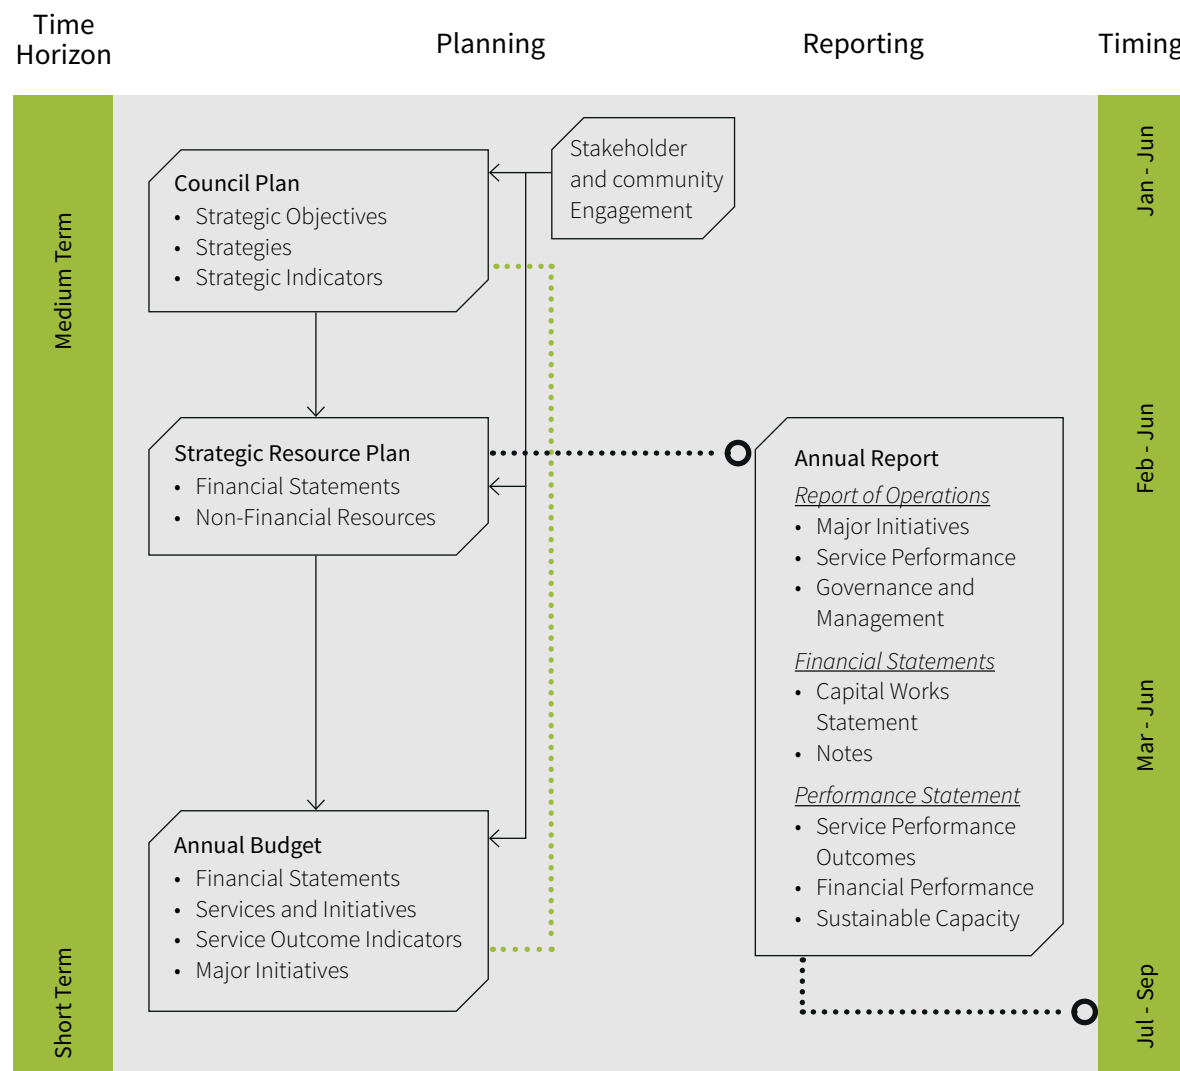 Time
Horizon
Planning
Reporting
Timing
Medium Term
Short Term
Council Plan
• Strategic Objectives
• Strategies
• Strategic Indicators
Stakeholder
and community
Engagement
Strategic Resource Plan
• Financial Statements
• Non-Financial Resources
Annual Budget
• Financial Statements
• Services and Initiatives
• Service Outcome Indicators
• Major Initiatives
Annual Report
Report of Operations
• Major Initiatives
• Service Performance
• Governance and
Management
Financial Statements
• Capital Works
Statement
• Notes
Performance Statement
• Service Performance
Outcomes
• Financial Performance
• Sustainable Capacity
Jan - Jun
Feb - Jun
Mar - Jun
Jul - Sep